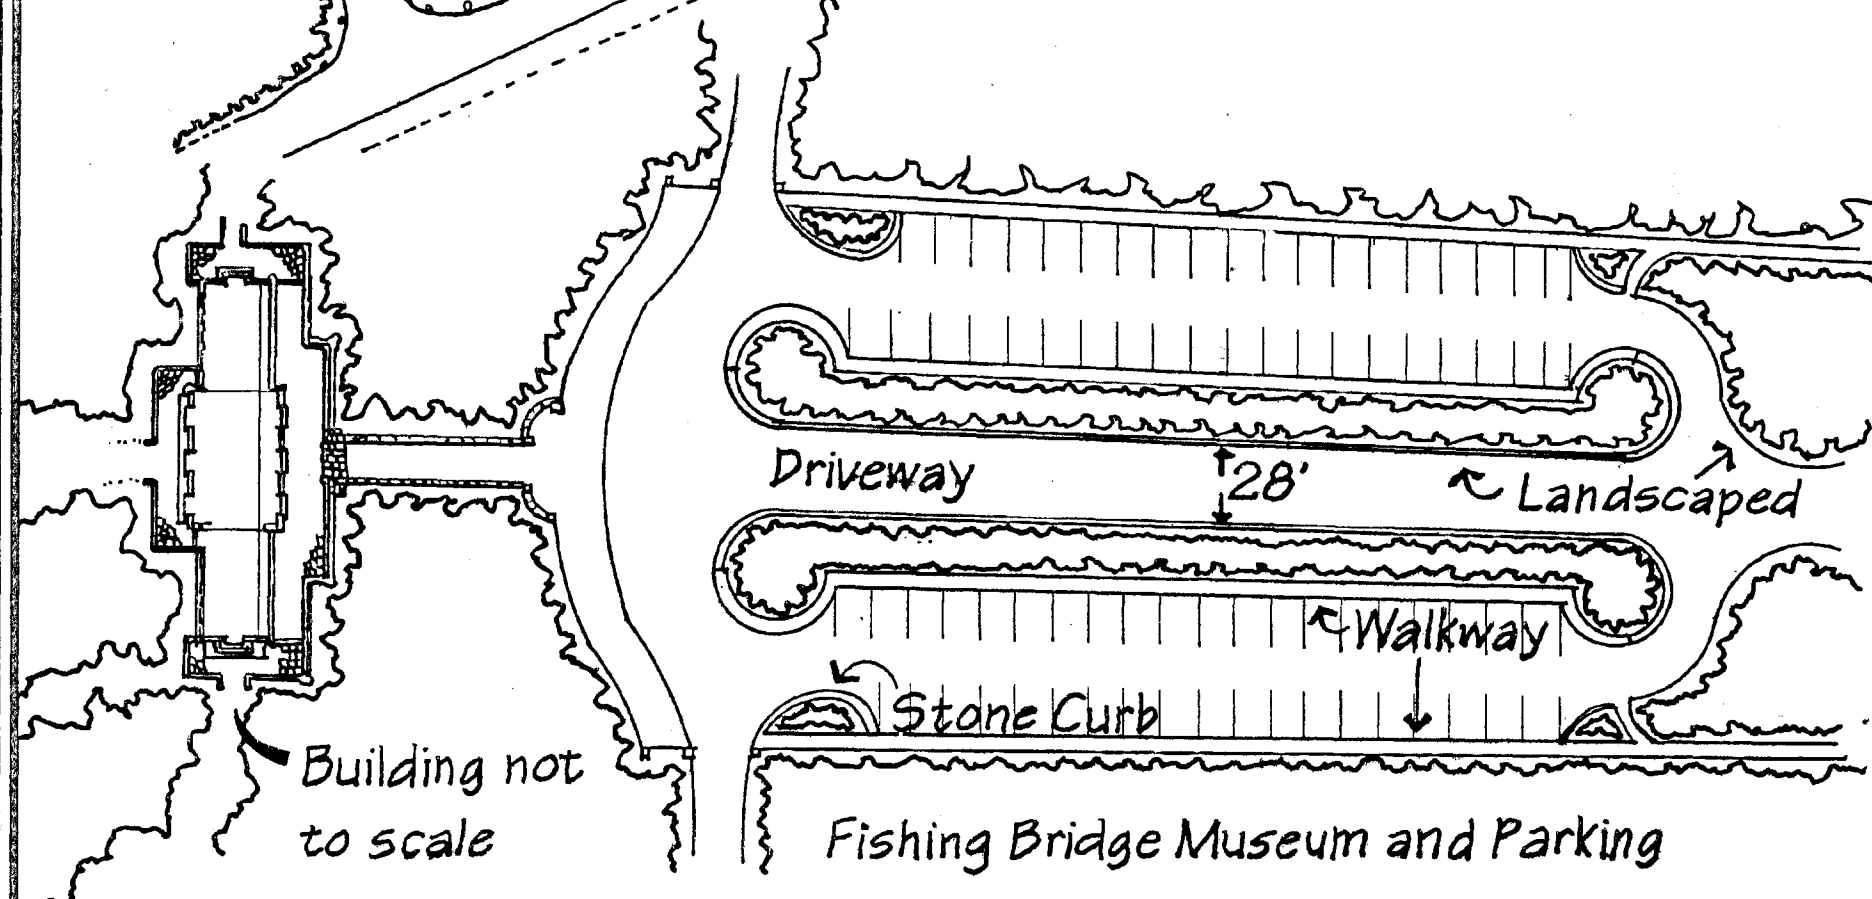 Driveway
28'
Landscaped
Walkway
Stone Curb
Building not
to scale
Fishing Bridge Museum and Parking